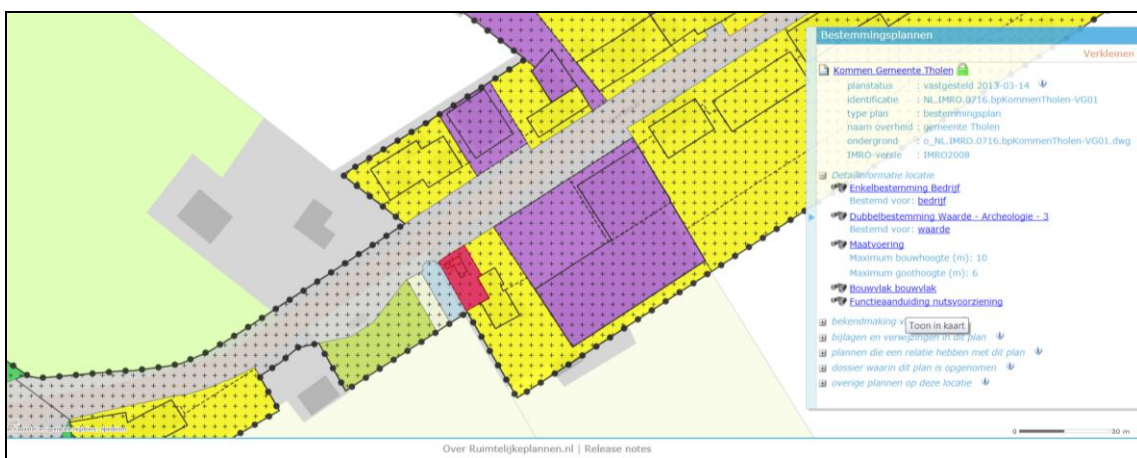 Bestemmingsplannen
Verkleinen
Kommen Gemeente Tholen
planstatus : vastgesteld 2013-03-14
identificatie : NL.IMRO.0716.bpKommenTholen-VG01
type plan : bestemmingsplan
naam overheid : gemeente Tholen
ondergrond : o_NL.IMRO.0716.bpKommenTholen-VG01.dwg
IMRO-versie : IMRO2008
Detailinformatie locatie
Enkelbestemming Bedrijf
Bestemd voor: bedrijf
Dubbelbestemming Waarde - Archeologie - 3
Bestemd voor: waarde
Maatvoering
Maximum bouwhoogte (m): 10
Maximum goothoogte (m): 6
Bouwvlak bouwvlak
Functieaanduiding nutsvoorziening
bekendmaking v
Toon in kaart
bijlagen en verwijzingen in dit plan
plannen die een relatie hebben met dit plan
dossier waarin dit plan is opgenomen
overige plannen op deze locatie
0 30 m
Over Ruimtelijkeplannen.nl | Release notes